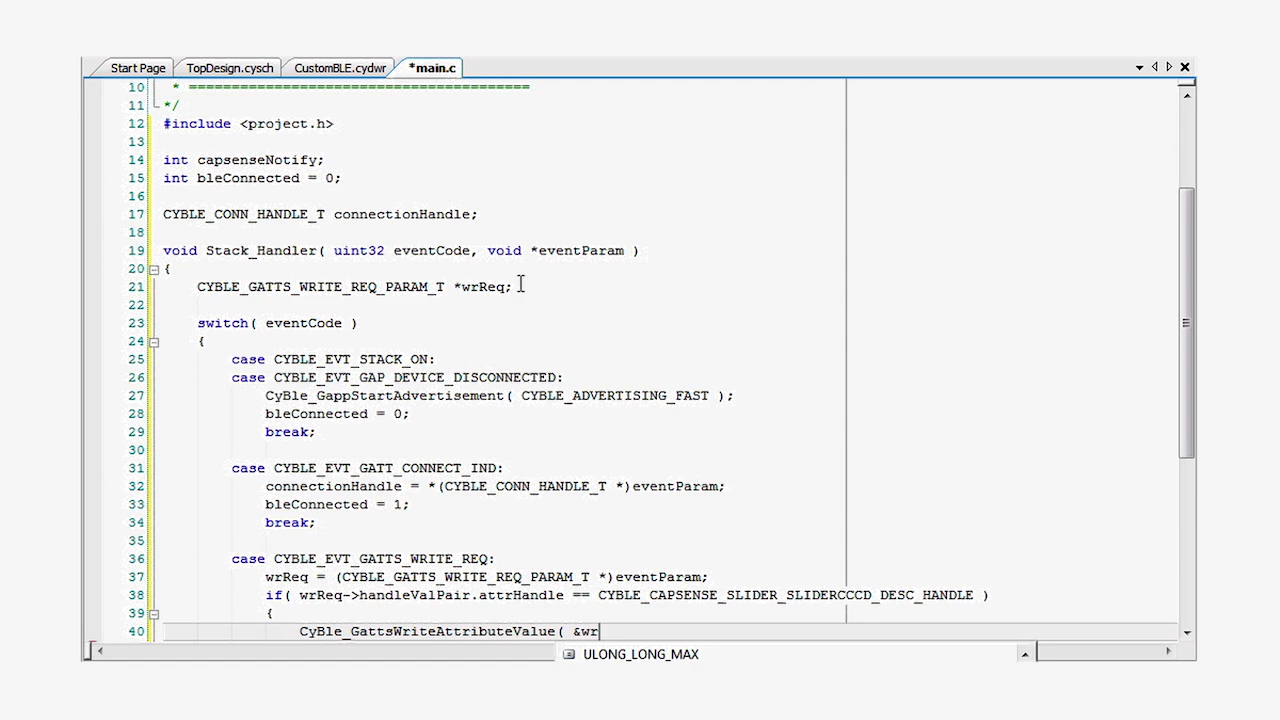 Start Page TopDesign.cysch CustomBLE.cydwr *main.c
10 * ========================================
11 */
12 #include <project.h>
13
14 int capsenseNotify;
15 int bleConnected = 0;
16
17 CYBLE_CONN_HANDLE_T connectionHandle;
18
19 void Stack_Handler( uint32 eventCode, void *eventParam )
20 {
21 CYBLE_GATTS_WRITE_REQ_PARAM_T *wrReq;
22
23 switch( eventCode )
24 {
25 case CYBLE_EVT_STACK_ON:
26 case CYBLE_EVT_GAP_DEVICE_DISCONNECTED:
27 CyBle_GappStartAdvertisement( CYBLE_ADVERTISING_FAST );
28 bleConnected = 0;
29 break;
30
31 case CYBLE_EVT_GATT_CONNECT_IND:
32 connectionHandle = *(CYBLE_CONN_HANDLE_T *)eventParam;
33 bleConnected = 1;
34 break;
35
36 case CYBLE_EVT_GATTS_WRITE_REQ:
37 wrReq = (CYBLE_GATTS_WRITE_REQ_PARAM_T *)eventParam;
38 if( wrReq->handleValPair.attrHandle == CYBLE_CAPSENSE_SLIDER_SLIDERCCCD_DESC_HANDLE )
39 {
40 CyBle_GattsWriteAttributeValue( &wr
ULONG_LONG_MAX